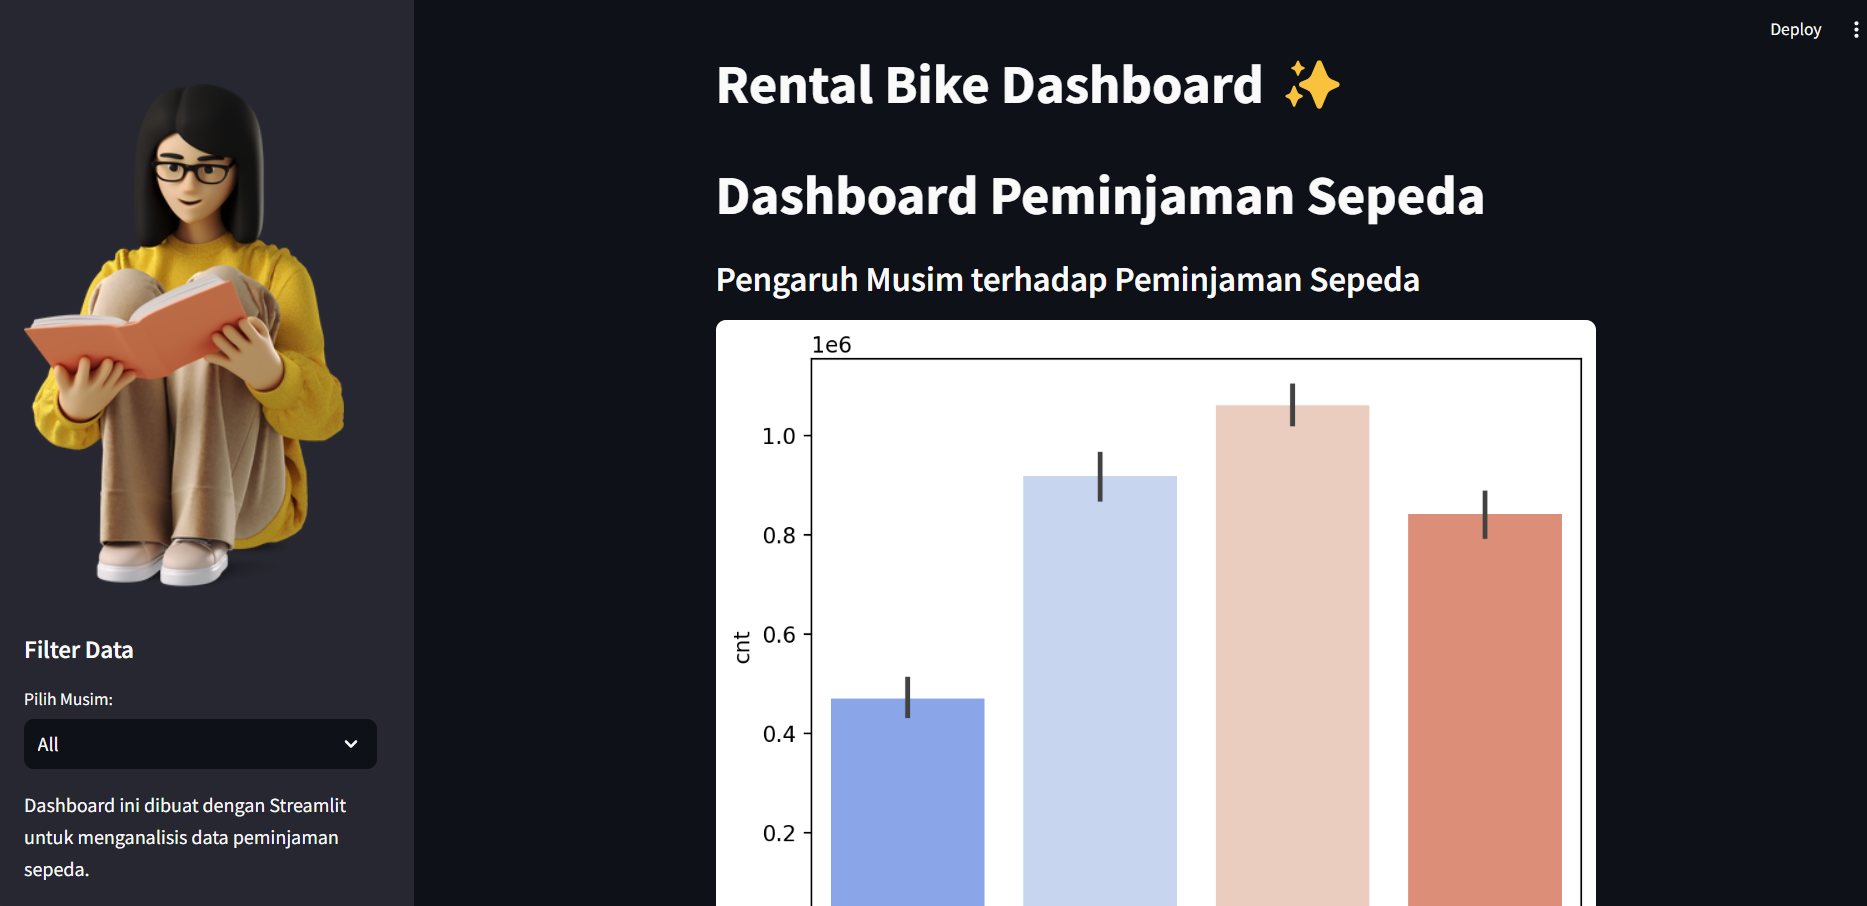 Deploy
Rental Bike Dashboard ✨
Dashboard Peminjaman Sepeda
Pengaruh Musim terhadap Peminjaman Sepeda
1e6
1.0
0.8
0.6
0.4
0.2
cnt
Filter Data
Pilih Musim:
All
Dashboard ini dibuat dengan Streamlit
untuk menganalisis data peminjaman
sepeda.